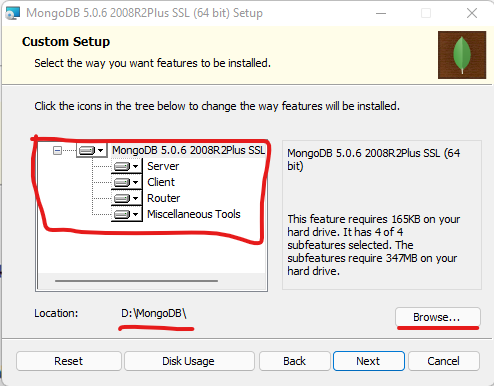 MongoDB 5.0.6 2008R2Plus SSL (64 bit) Setup
Custom Setup
Select the way you want features to be installed.
Click the icons in the tree below to change the way features will be installed.
MongoDB 5.0.6 2008R2Plus SSL
Server
Client
Router
Miscellaneous Tools
MongoDB 5.0.6 2008R2Plus SSL (64
bit)
This feature requires 165KB on your
hard drive. It has 4 of 4
subfeatures selected. The
subfeatures require 347MB on your
hard drive.
Location: D:\MongoDB\
Browse...
Reset Disk Usage Back Next Cancel